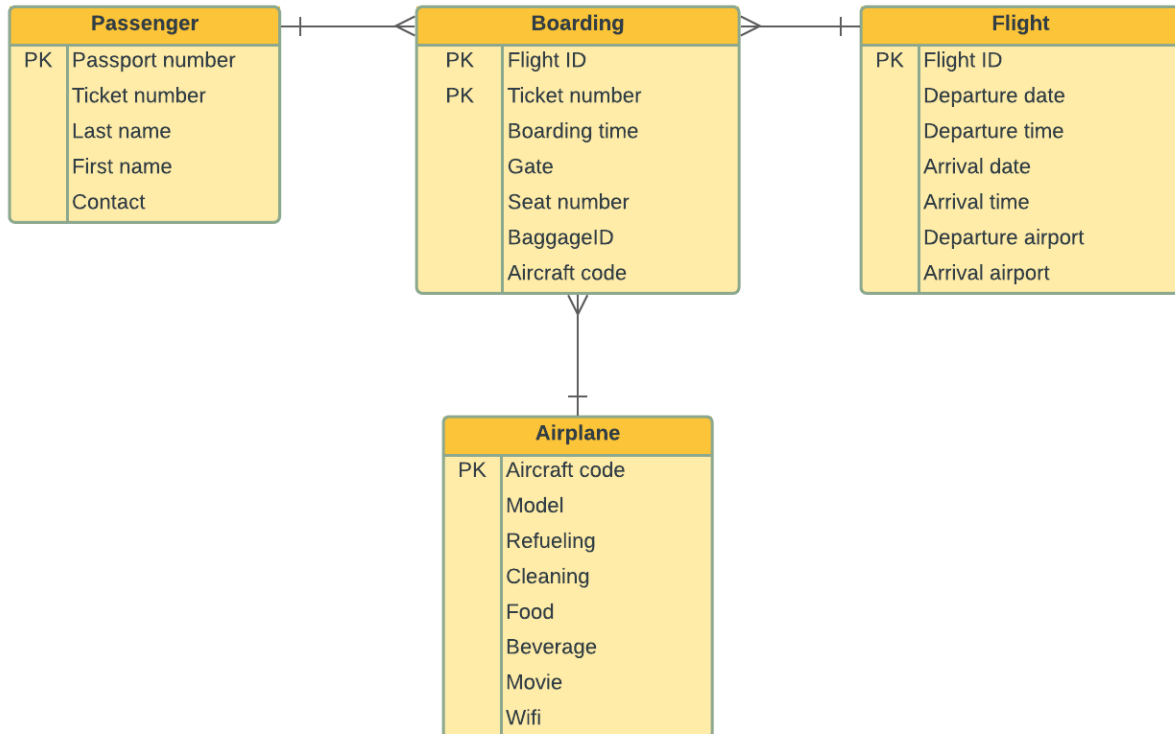 Passenger
PK Passport number
Ticket number
Last name
First name
Contact
Boarding
PK Flight ID
PK Ticket number
Boarding time
Gate
Seat number
BaggageID
Aircraft code
Flight
PK Flight ID
Departure date
Departure time
Arrival date
Arrival time
Departure airport
Arrival airport
Airplane
PK Aircraft code
Model
Refueling
Cleaning
Food
Beverage
Movie
Wifi